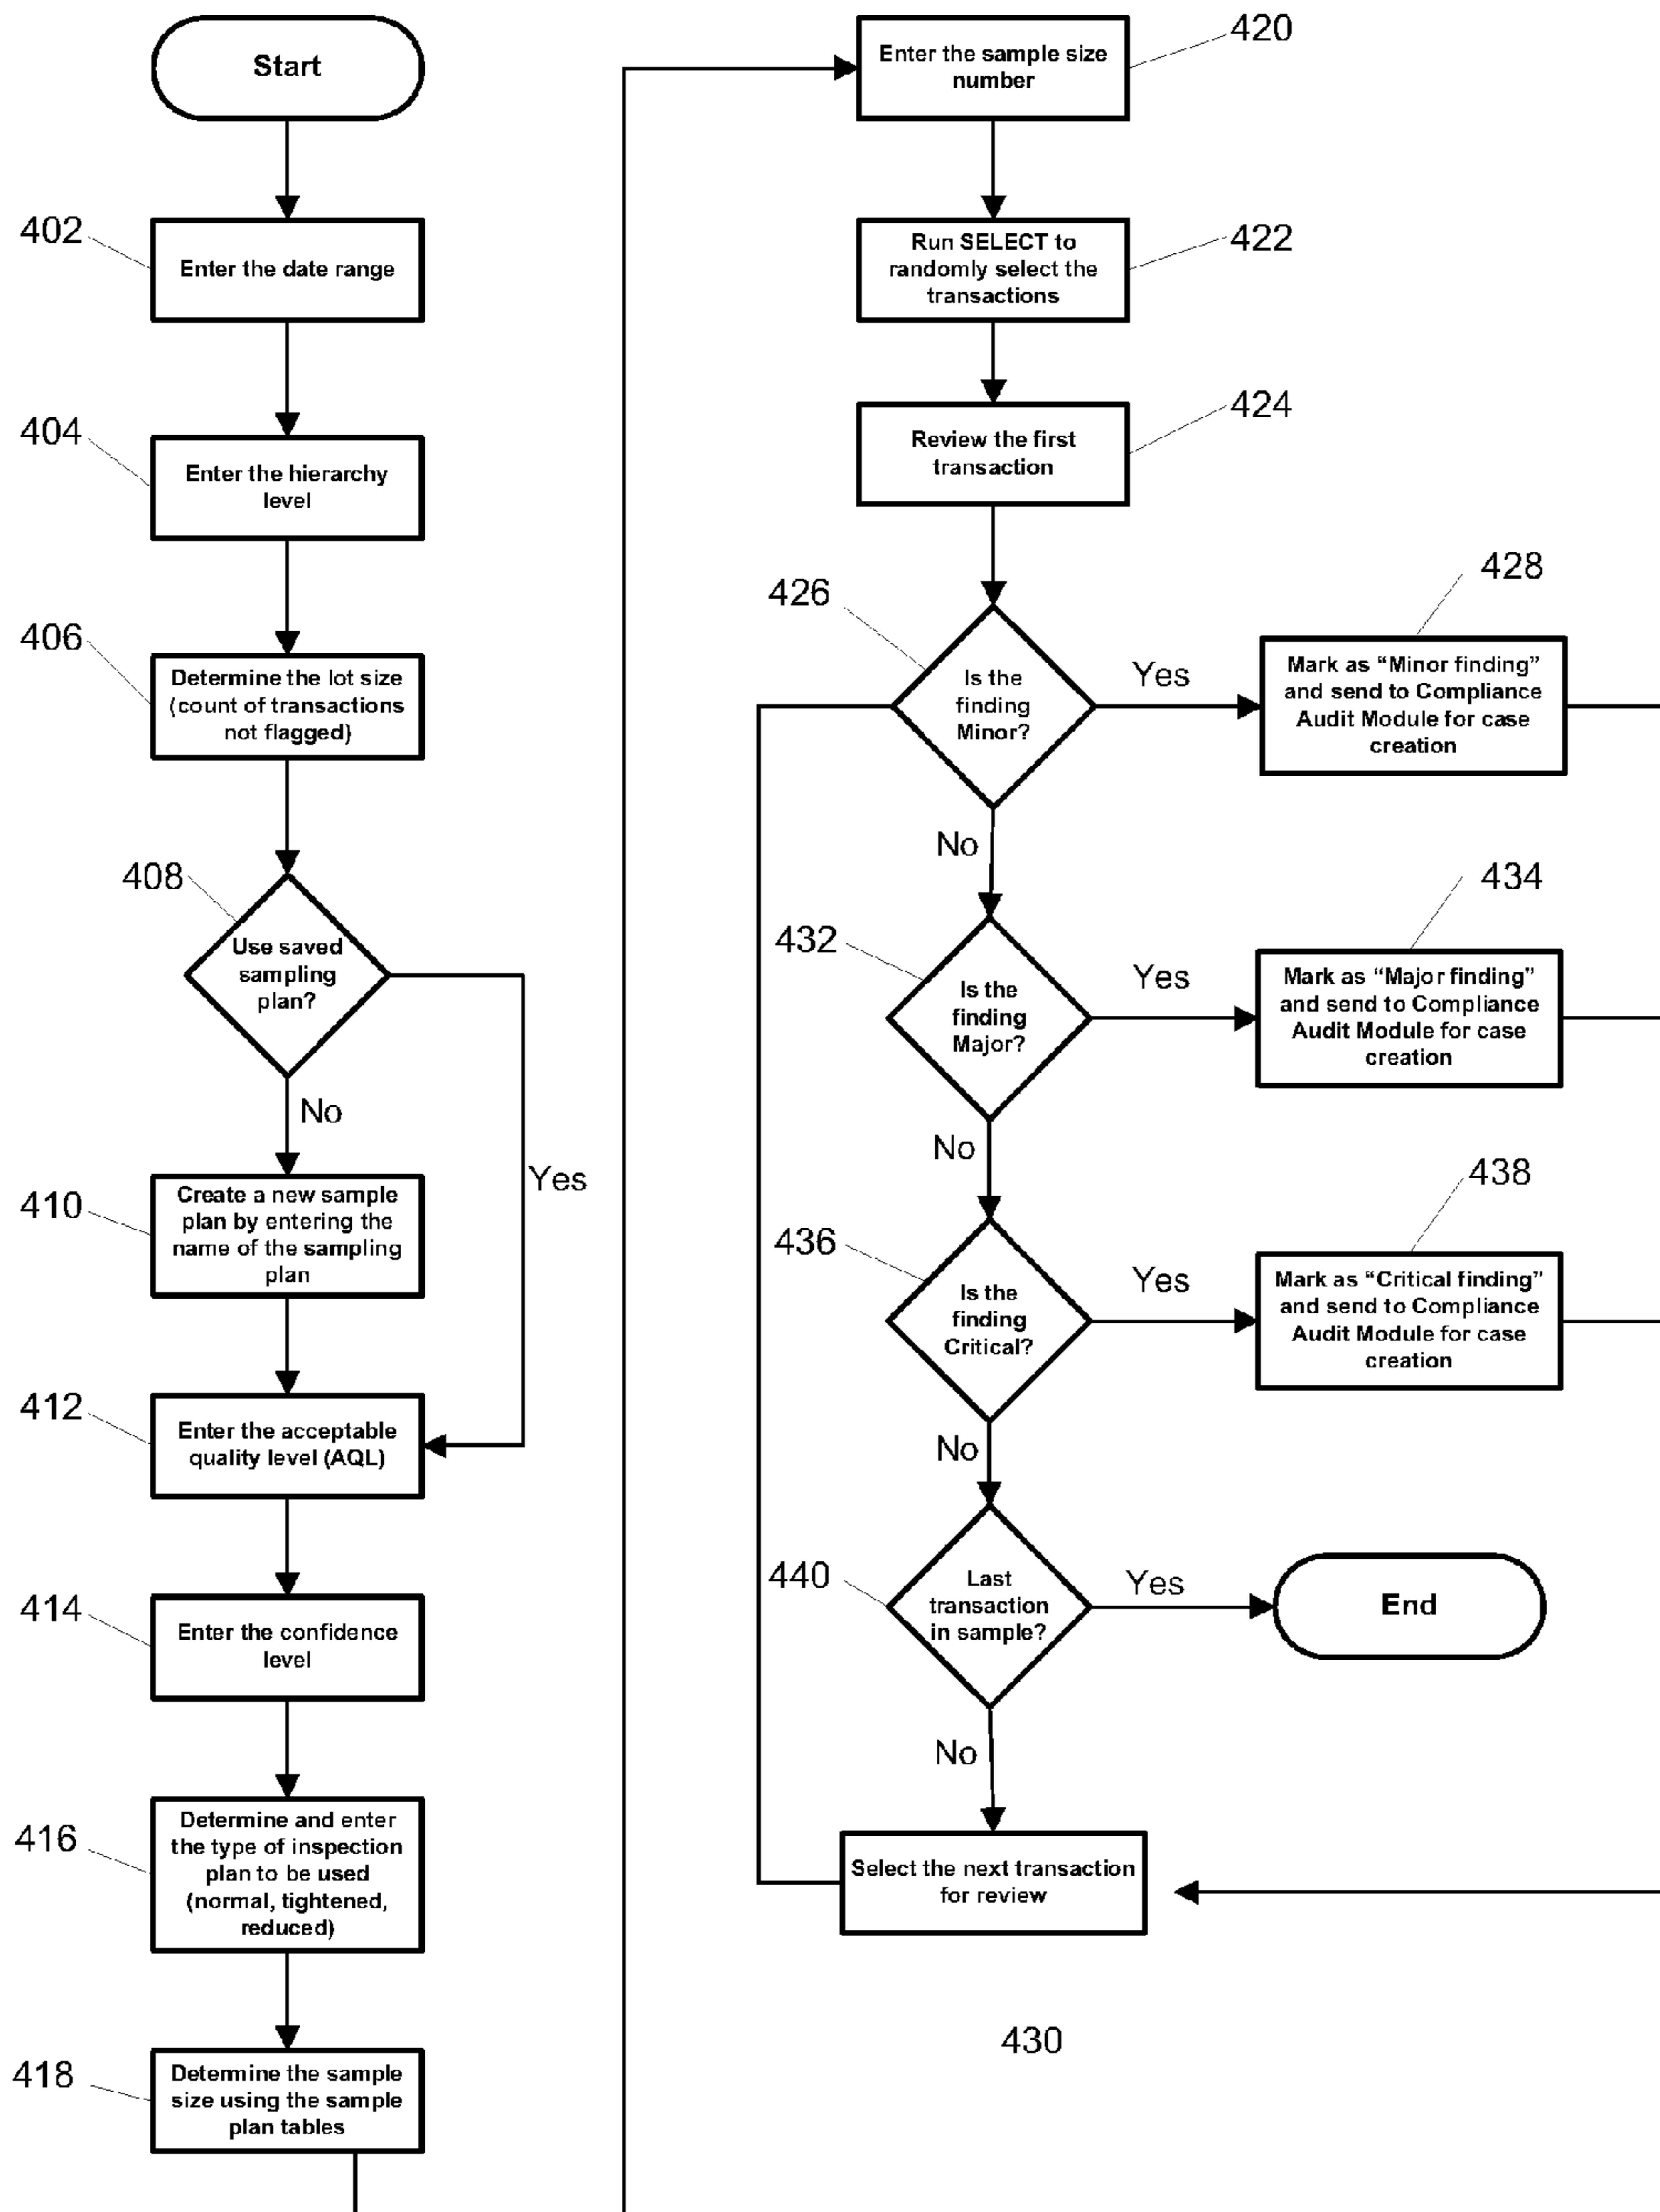 Start
402
Enter the date range
404
Enter the hierarchy
level
406
Determine the lot size
(count of transactions
not flagged)
408
Use saved
sampling
plan?
No
Yes
410
Create a new sample
plan by entering the
name of the sampling
plan
412
Enter the acceptable
quality level (AQL)
414
Enter the confidence
level
416
Determine and enter
the type of inspection
plan to be used
(normal, tightened,
reduced)
418
Determine the sample
size using the sample
plan tables
420
Enter the sample size
number
422
Run SELECT to
randomly select the
transactions
424
Review the first
transaction
426
Is the
finding
Minor?
Yes
428
Mark as “Minor finding”
and send to Compliance
Audit Module for case
creation
No
432
Is the
finding
Major?
Yes
434
Mark as “Major finding”
and send to Compliance
Audit Module for case
creation
No
436
Is the
finding
Critical?
Yes
438
Mark as “Critical finding”
and send to Compliance
Audit Module for case
creation
No
440
Last
transaction
in sample?
Yes
End
No
Select the next transaction
for review
430